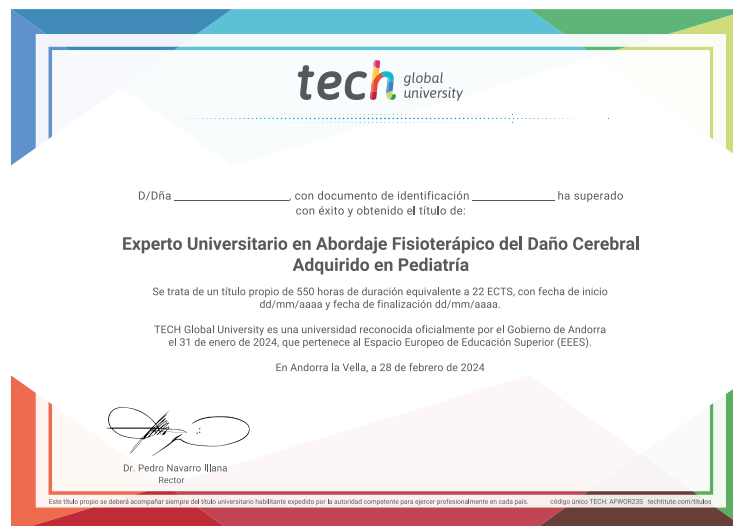 tech global university
D/Dña ______________, con documento de identificación ______________ ha superado
con éxito y obtenido el título de:
Experto Universitario en Abordaje Fisioterápico del Daño Cerebral
Adquirido en Pediatría
Se trata de un título propio de 550 horas de duración equivalente a 22 ECTS, con fecha de inicio
dd/mm/aaaa y fecha de finalización dd/mm/aaaa.
TECH Global University es una universidad reconocida oficialmente por el Gobierno de Andorra
el 31 de enero de 2024, que pertenece al Espacio Europeo de Educación Superior (EEES).
En Andorra la Vella, a 28 de febrero de 2024
Dr. Pedro Navarro Illana
Rector
Este título propio se deberá acompañar siempre del título universitario habilitante expedido por la autoridad competente para ejercer profesionalmente en cada país. código único TECH: AFWOR23S techtitute.com/titulos